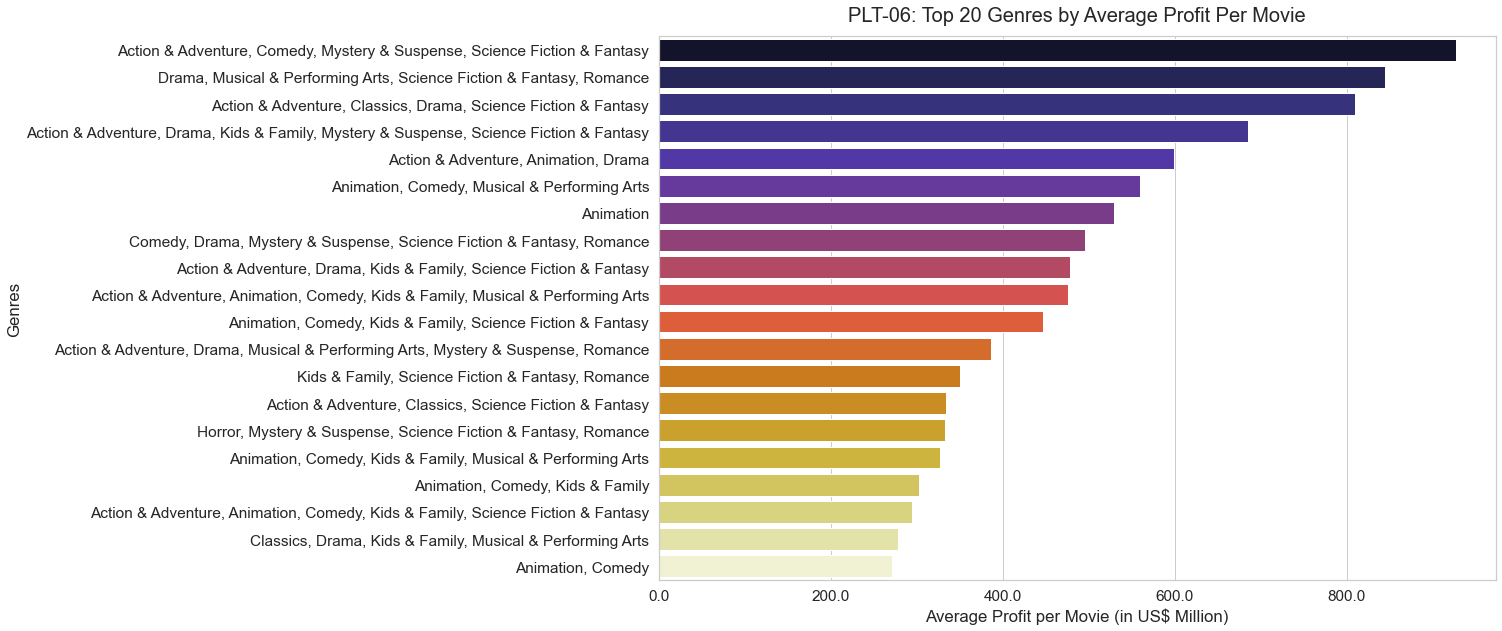 PLT-06: Top 20 Genres by Average Profit Per Movie
Genres
Action & Adventure, Comedy, Mystery & Suspense, Science Fiction & Fantasy
Drama, Musical & Performing Arts, Science Fiction & Fantasy, Romance
Action & Adventure, Classics, Drama, Science Fiction & Fantasy
Action & Adventure, Drama, Kids & Family, Mystery & Suspense, Science Fiction & Fantasy
Action & Adventure, Animation, Drama
Animation, Comedy, Musical & Performing Arts
Animation
Comedy, Drama, Mystery & Suspense, Science Fiction & Fantasy, Romance
Action & Adventure, Drama, Kids & Family, Science Fiction & Fantasy
Action & Adventure, Animation, Comedy, Kids & Family, Musical & Performing Arts
Animation, Comedy, Kids & Family, Science Fiction & Fantasy
Action & Adventure, Drama, Musical & Performing Arts, Mystery & Suspense, Romance
Kids & Family, Science Fiction & Fantasy, Romance
Action & Adventure, Classics, Science Fiction & Fantasy
Horror, Mystery & Suspense, Science Fiction & Fantasy, Romance
Animation, Comedy, Kids & Family, Musical & Performing Arts
Animation, Comedy, Kids & Family
Action & Adventure, Animation, Comedy, Kids & Family, Science Fiction & Fantasy
Classics, Drama, Kids & Family, Musical & Performing Arts
Animation, Comedy
0.0 200.0 400.0 600.0 800.0
Average Profit per Movie (in US$ Million)